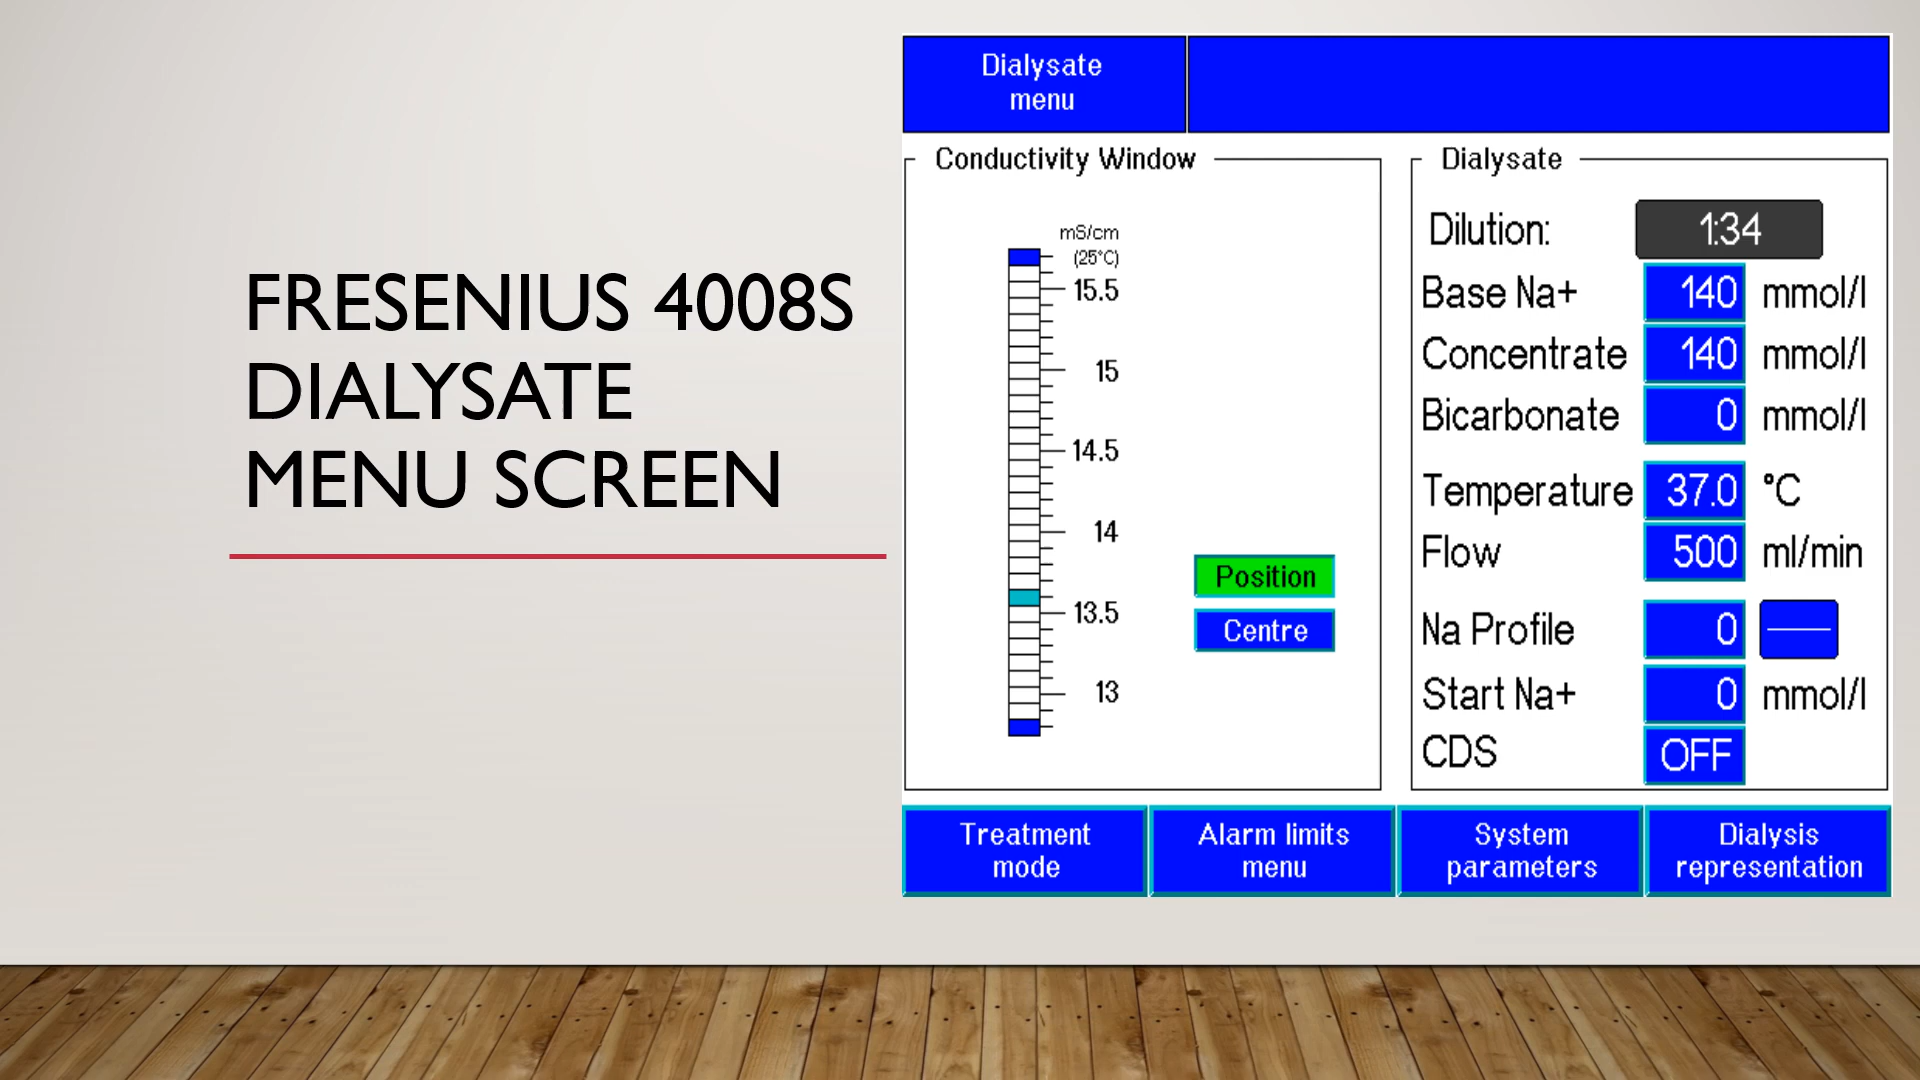 FRESENIUS 4008S
DIALYSATE
MENU SCREEN
Dialysate
menu
Conductivity Window
mS/cm
(25°C)
15.5
15
14.5
14
13.5
13
Position
Centre
Dialysate
Dilution: 1:34
Base Na+ 140 mmol/l
Concentrate 140 mmol/l
Bicarbonate 0 mmol/l
Temperature 37.0 °C
Flow 500 ml/min
Na Profile 0
Start Na+ 0 mmol/l
CDS OFF
Treatment
mode
Alarm limits
menu
System
parameters
Dialysis
representation